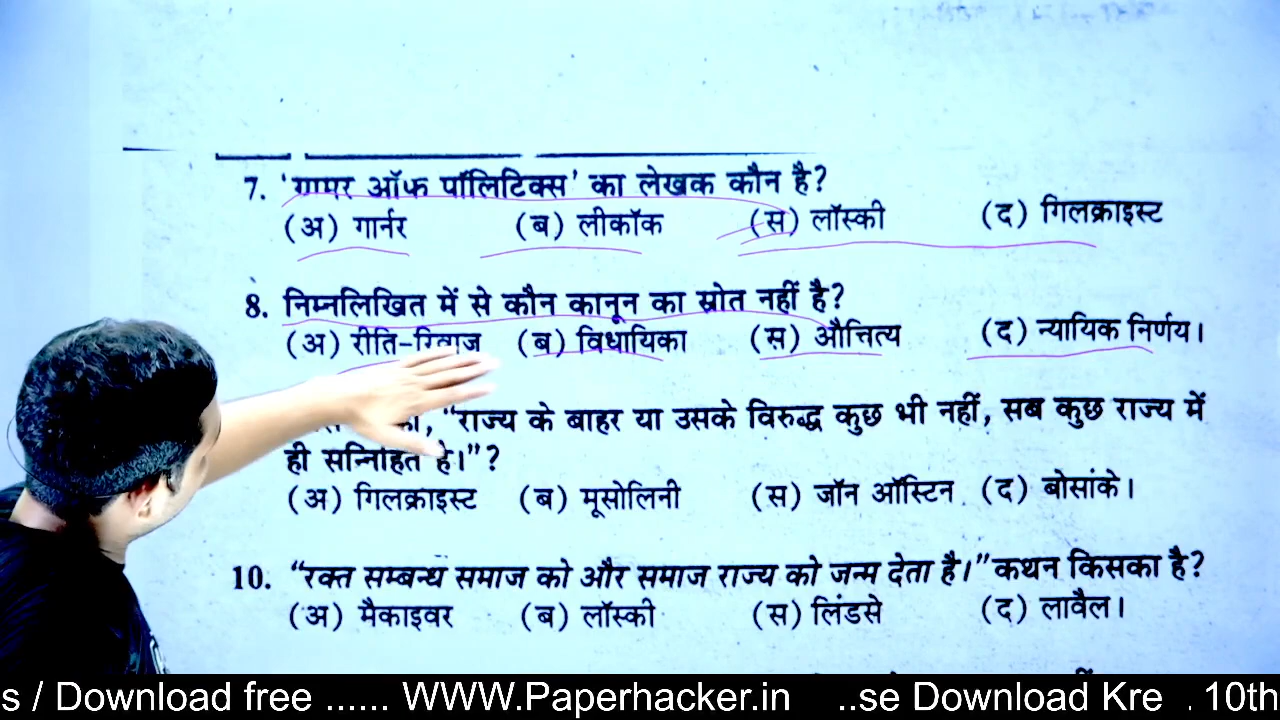 7. 'ग्रामर ऑफ पॉलिटिक्स' का लेखक कौन है?
(अ) गार्नर (ब) लीकॉक (स) लॉस्की (द) गिलक्राइस्ट
8. निम्नलिखित में से कौन कानून का स्रोत नहीं है?
(अ) रीति-रिवाज (ब) विधायिका (स) औत्तित्य (द) न्यायिक निर्णय।
"राज्य के बाहर या उसके विरुद्ध कुछ भी नहीं, सब कुछ राज्य में
ही सन्निहित है।"?
(अ) गिलक्राइस्ट (ब) मूसोलिनी (स) जॉन ऑस्टिन (द) बोसांके।
10. "रक्त सम्बन्ध समाज को और समाज राज्य को जन्म देता है।" कथन किसका है?
(अ) मैकाइवर (ब) लॉस्की (स) लिंडसे (द) लावैल।
s / Download free ...... WWW.Paperhacker.in ..se Download Kre . 10th